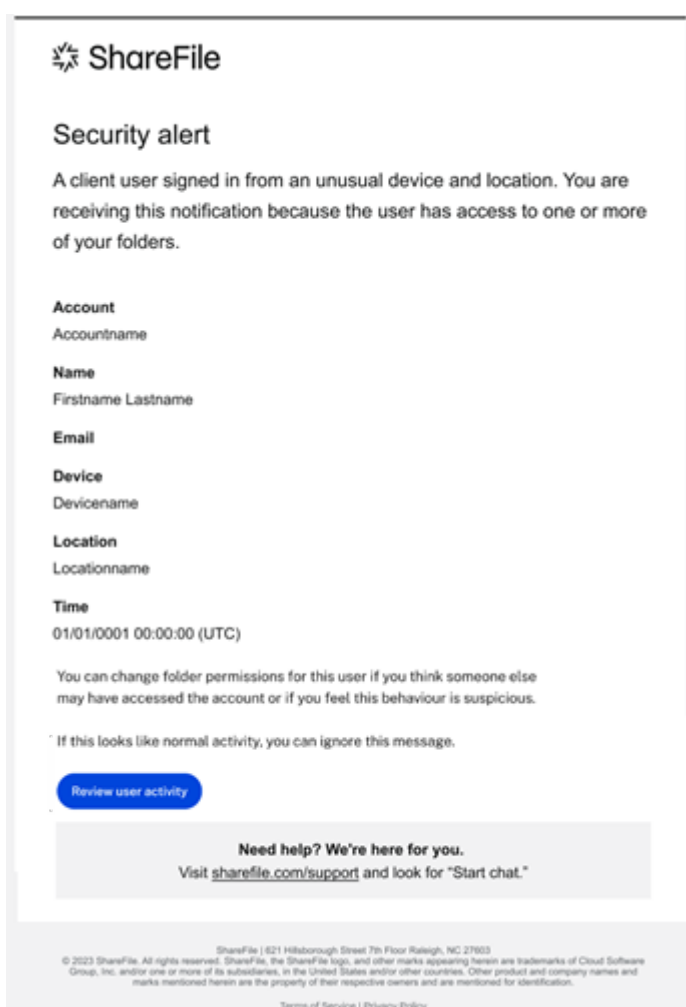 ShareFile
Security alert
A client user signed in from an unusual device and location. You are
receiving this notification because the user has access to one or more
of your folders.
Account
Accountname
Name
Firstname Lastname
Email
Device
Devicename
Location
Locationname
Time
01/01/0001 00:00:00 (UTC)
You can change folder permissions for this user if you think someone else
may have accessed the account or if you feel this behaviour is suspicious.
If this looks like normal activity, you can ignore this message.
Review user activity
Need help? We're here for you.
Visit sharefile.com/support and look for "Start chat."
ShareFile | 621 Hillsborough Street 7th Floor Raleigh, NC 27603
© 2023 ShareFile. All rights reserved. ShareFile, the ShareFile logo, and other marks appearing herein are trademarks of Cloud Software
Group, Inc. and/or one or more of its subsidiaries, in the United States and/or other countries. Other product and company names and
marks mentioned herein are the property of their respective owners and are mentioned for identification.
Terms of Service | Privacy Policy